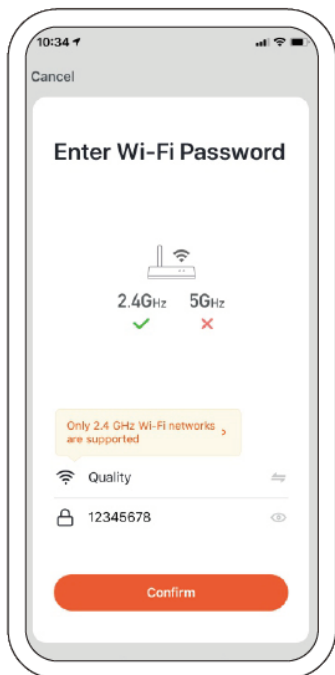 10:34
Cancel
Enter Wi-Fi Password
2.4GHz 5GHz
Only 2.4 GHz Wi-Fi networks
are supported
Quality
12345678
Confirm